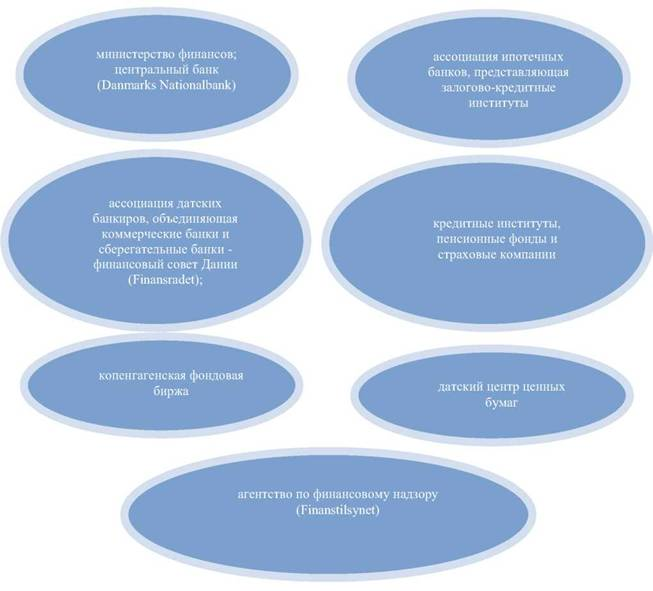 министерство финансов;
центральный банк
(Danmarks Nationalbank)
ассоциация ипотечных
банков, представляющая
залогово-кредитные
институты
ассоциация датских
банкиров, объединяющая
коммерческие банки и
сберегательные банки -
финансовый совет Дании
(Finansradet);
кредитные институты,
пенсионные фонды и
страховые компании
копенгагенская фондовая
биржа
датский центр ценных
бумаг
агентство по финансовому надзору
(Finanstilsynet)